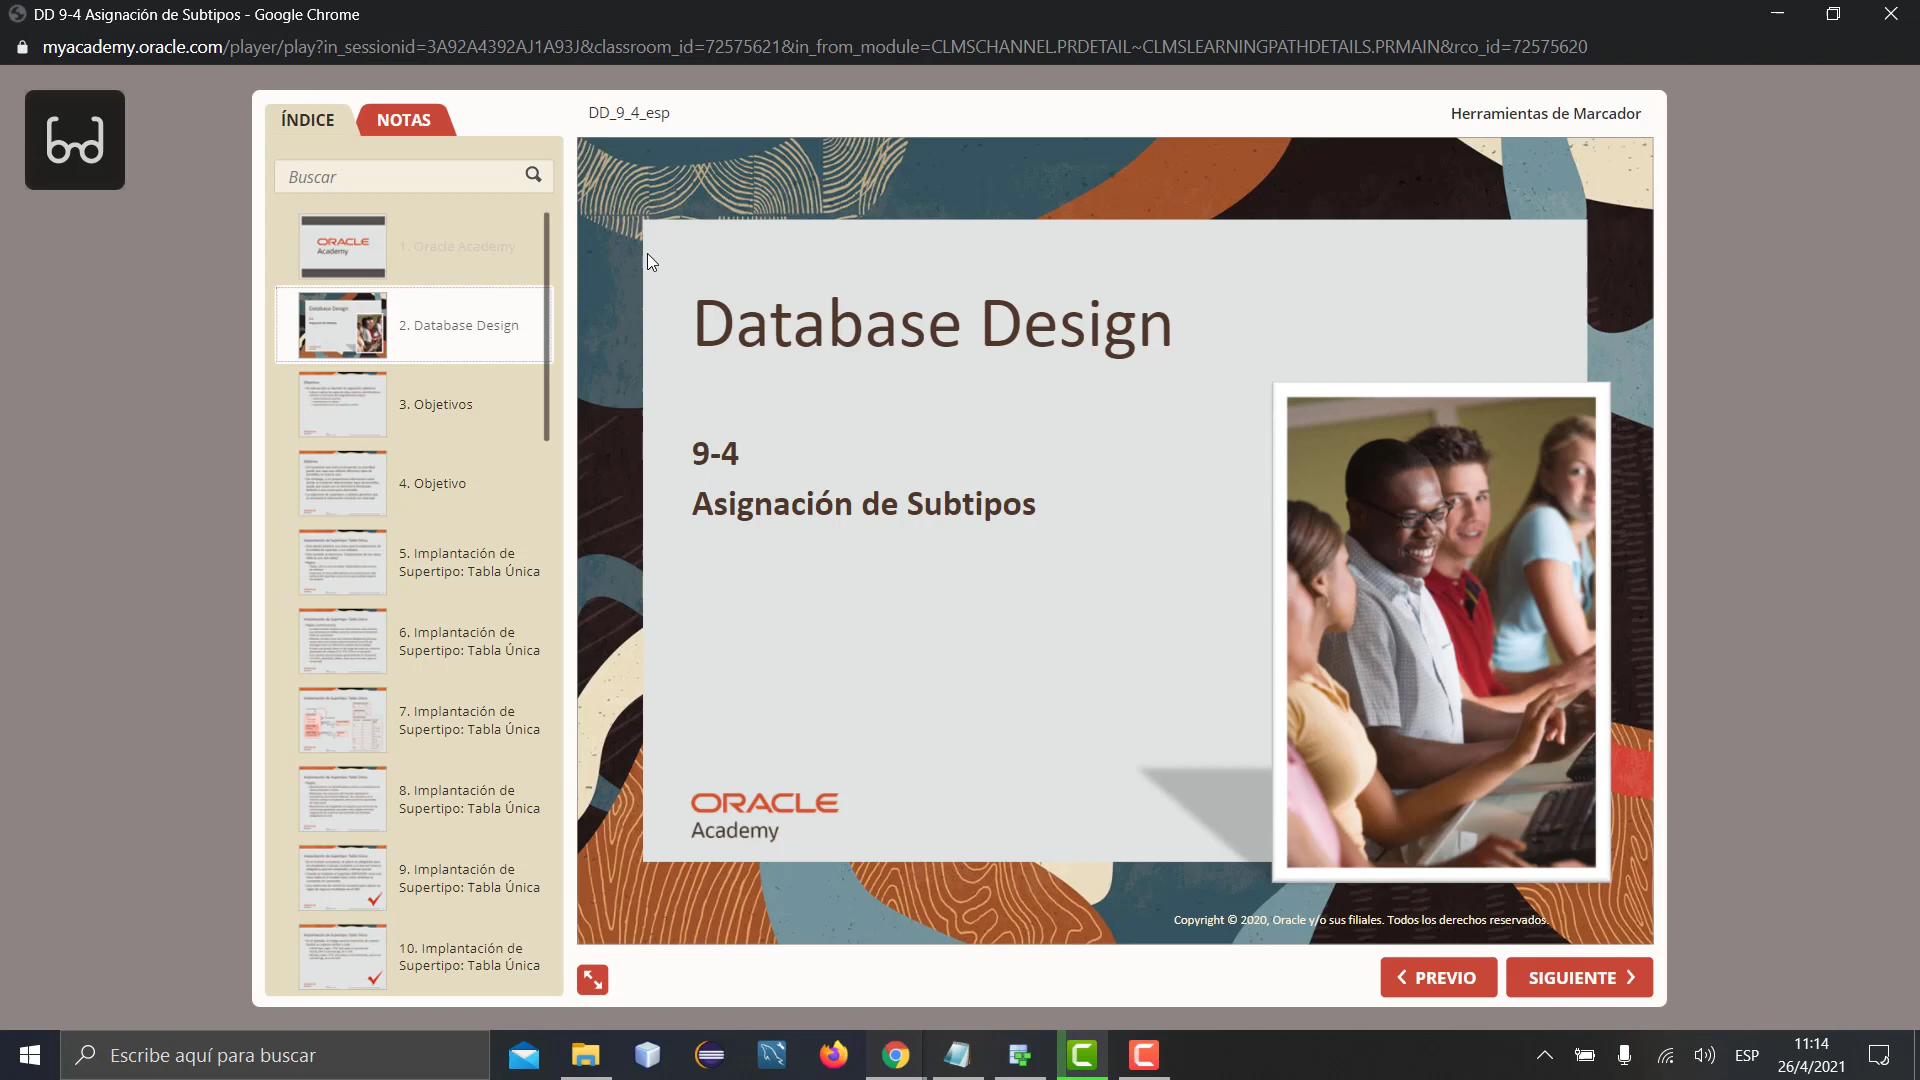 DD 9-4 Asignación de Subtipos - Google Chrome
myacademy.oracle.com/player/play?in_sessionid=3A92A4392AJ1A93J&classroom_id=72575621&in_from_module=CLMSCHANNEL.PRDETAIL~CLMSLEARNINGPATHDETAILS.PRMAIN&rco_id=72575620
ÍNDICE
NOTAS
DD_9_4_esp
Herramientas de Marcador
Buscar
ORACLE
Academy
1. Oracle Academy
Database Design
2. Database Design
3. Objetivos
4. Objetivo
5. Implantación de
Supertipo: Tabla Única
6. Implantación de
Supertipo: Tabla Única
7. Implantación de
Supertipo: Tabla Única
8. Implantación de
Supertipo: Tabla Única
9. Implantación de
Supertipo: Tabla Única
10. Implantación de
Supertipo: Tabla Única
Database Design
9-4
Asignación de Subtipos
ORACLE
Academy
Copyright © 2020, Oracle y/o sus filiales. Todos los derechos reservados.
PREVIO
SIGUIENTE
Escribe aquí para buscar
ESP
11:14
26/4/2021